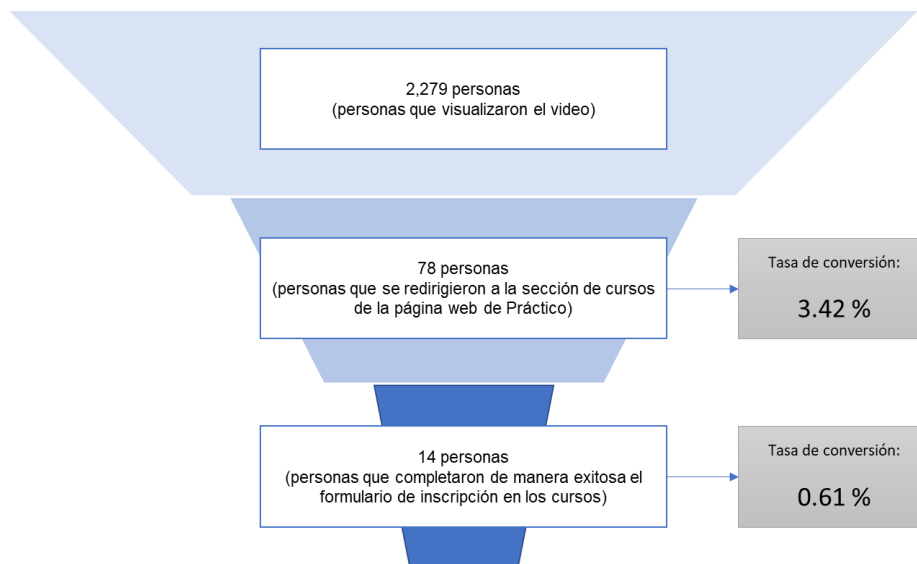 2,279 personas
(personas que visualizaron el video)
78 personas
(personas que se redirigieron a la sección de cursos
de la página web de Práctico)
Tasa de conversión:
3.42 %
14 personas
(personas que completaron de manera exitosa el
formulario de inscripción en los cursos)
Tasa de conversión:
0.61 %